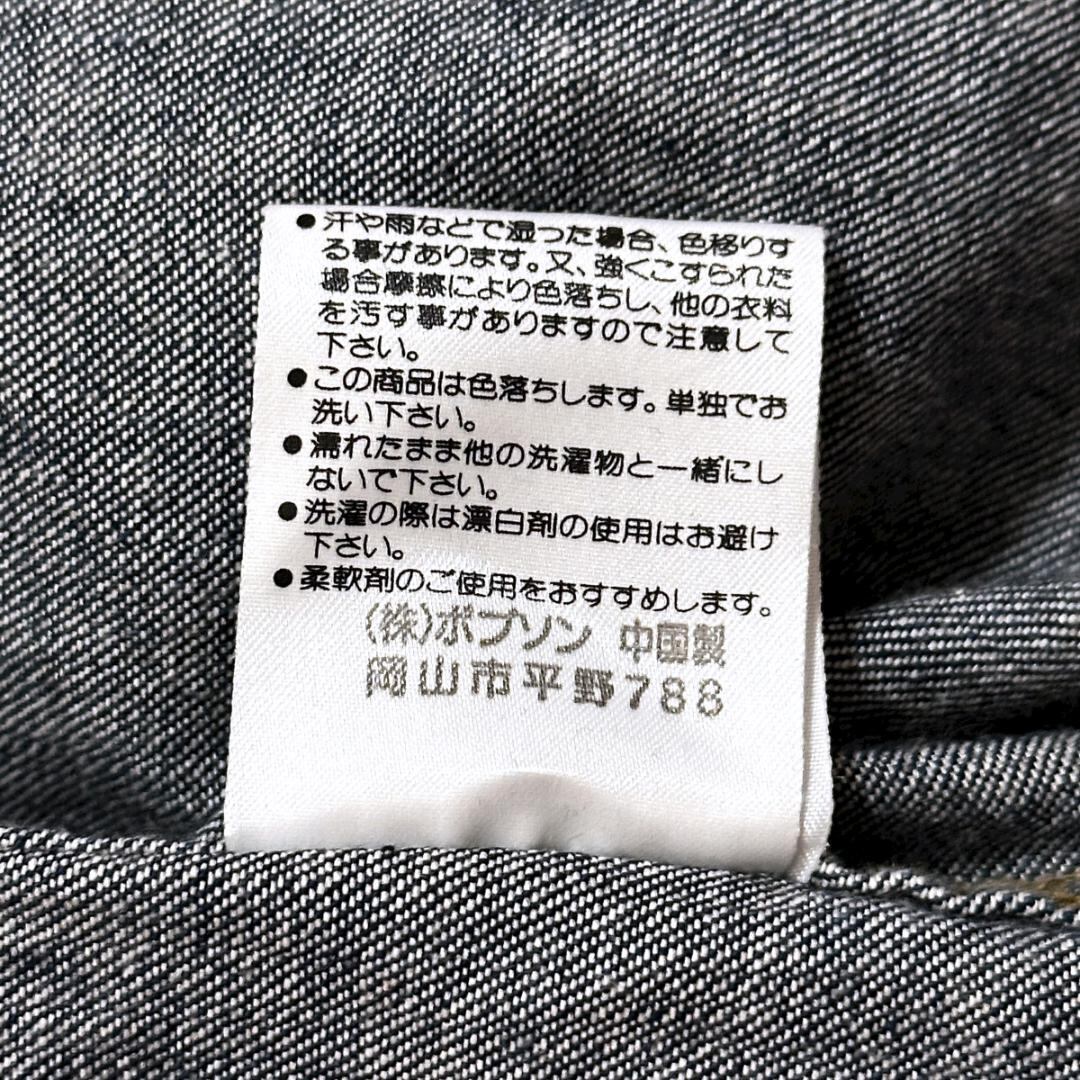 ●汗や雨などで湿った場合、色移りす
る事があります。又、強くこすられた
場合摩擦により色落ちし、他の衣料
を汚す事がありますので注意して
下さい。
●この商品は色落ちします。単独でお
洗い下さい。
●濡れたまま他の洗濯物と一緒にし
ないで下さい。
●洗濯の際は漂白剤の使用はお避け
下さい。
●柔軟剤のご使用をおすすめします。
(株)ボブソン 中国製
岡山市平野788